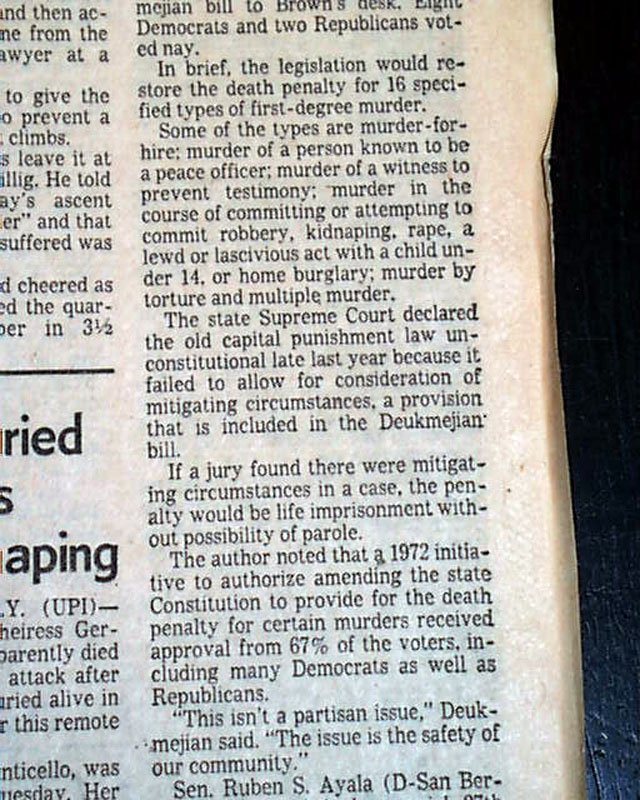 and then ac-
me from the
awyer at a
to give the
o prevent a
climbs.
s leave it at
illig. He told
ay's ascent
er" and that
suffered was
d cheered as
ed the quar-
ber in 3½
ried
s
aping
.Y. (UPI)—
heiress Ger-
parently died
attack after
uried alive in
r this remote
nticello, was
uesday. Her
mejian bill to Brown's desk. Eight
Democrats and two Republicans vot-
ed nay.
In brief, the legislation would re-
store the death penalty for 16 speci-
fied types of first-degree murder.
Some of the types are murder-for-
hire; murder of a person known to be
a peace officer; murder of a witness to
prevent testimony; murder in the
course of committing or attempting to
commit robbery, kidnaping, rape, a
lewd or lascivious act with a child un-
der 14, or home burglary; murder by
torture and multiple murder.
The state Supreme Court declared
the old capital punishment law un-
constitutional late last year because it
failed to allow for consideration of
mitigating circumstances, a provision
that is included in the Deukmejian
bill.
If a jury found there were mitigat-
ing circumstances in a case, the pen-
alty would be life imprisonment with-
out possibility of parole.
The author noted that a 1972 initia-
tive to authorize amending the state
Constitution to provide for the death
penalty for certain murders received
approval from 67% of the voters, in-
cluding many Democrats as well as
Republicans.
"This isn't a partisan issue," Deuk-
mejian said. "The issue is the safety of
our community."
Sen. Ruben S. Ayala (D-San Ber-